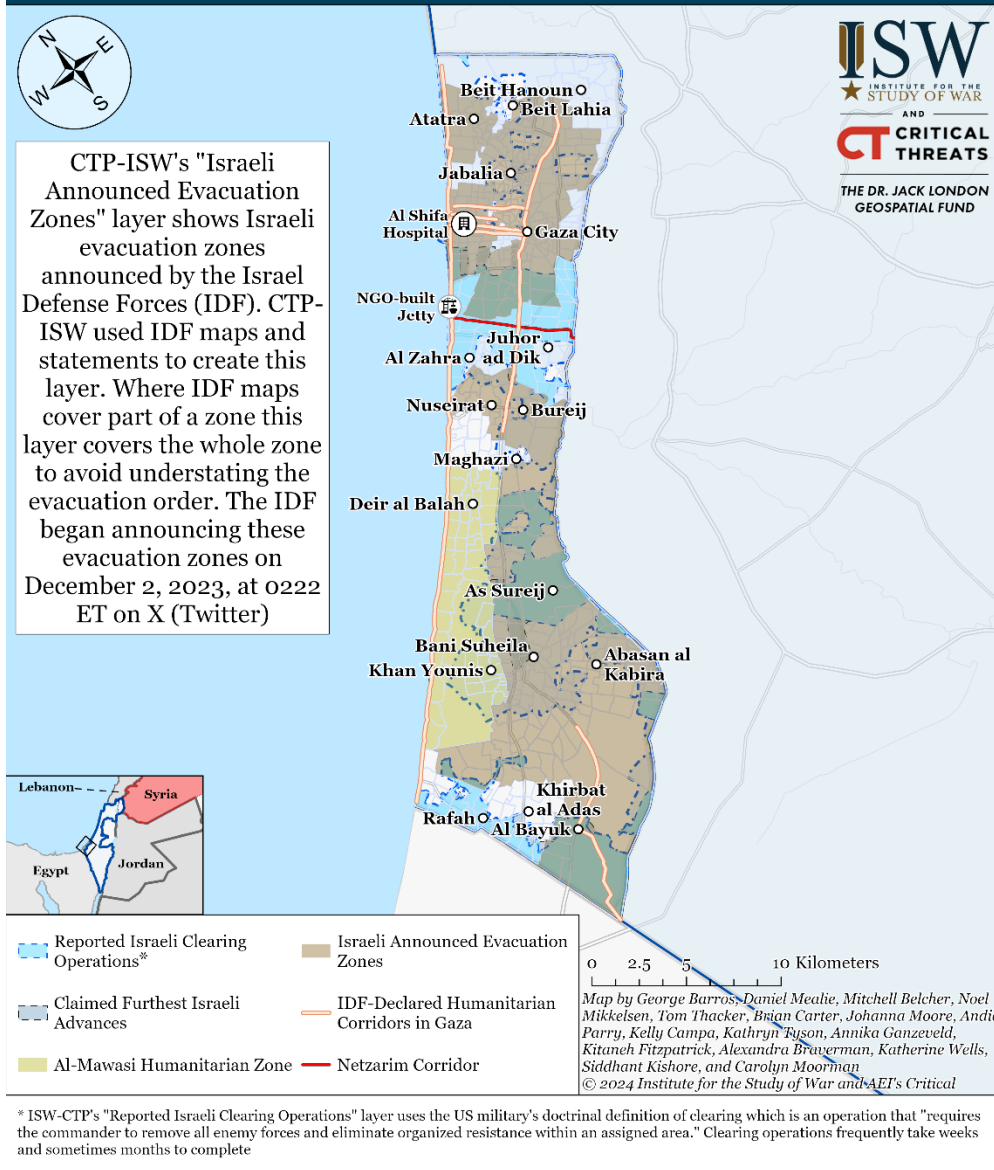 N
E
W
S
ISW
INSTITUTE FOR THE
STUDY OF WAR
AND
CT CRITICAL
THREATS
THE DR. JACK LONDON
GEOSPATIAL FUND
CTP-ISW's "Israeli
Announced Evacuation
Zones" layer shows Israeli
evacuation zones
announced by the Israel
Defense Forces (IDF). CTP-
ISW used IDF maps and
statements to create this
layer. Where IDF maps
cover part of a zone this
layer covers the whole zone
to avoid understating the
evacuation order. The IDF
began announcing these
evacuation zones on
December 2, 2023, at 0222
ET on X (Twitter)
Beit Hanoun
Beit Lahia
Atatra
Jabalia
Al Shifa
Hospital
Gaza City
NGO-built
Jetty
Juhor
ad Dik
Al Zahra
Nuseirat
Bureij
Maghazi
Deir al Balah
As Sureij
Bani Suheila
Khan Younis
Abasan al
Kabira
Khirbat
al Adas
Rafah
Al Bayuk
Lebanon
Syria
Egypt
Jordan
Reported Israeli Clearing
Operations*
Claimed Furthest Israeli
Advances
Al-Mawasi Humanitarian Zone
Israeli Announced Evacuation
Zones
IDF-Declared Humanitarian
Corridors in Gaza
Netzarim Corridor
0 2.5 5 10 Kilometers
Map by George Barros, Daniel Mealie, Mitchell Belcher, Noel
Mikkelsen, Tom Thacker, Brian Carter, Johanna Moore, Andie
Parry, Kelly Campa, Kathryn Tyson, Annika Ganzeveld,
Kitaneh Fitzpatrick, Alexandra Braverman, Katherine Wells,
Siddhant Kishore, and Carolyn Moorman
© 2024 Institute for the Study of War and AEI's Critical
* ISW-CTP's "Reported Israeli Clearing Operations" layer uses the US military's doctrinal definition of clearing which is an operation that "requires
the commander to remove all enemy forces and eliminate organized resistance within an assigned area." Clearing operations frequently take weeks
and sometimes months to complete